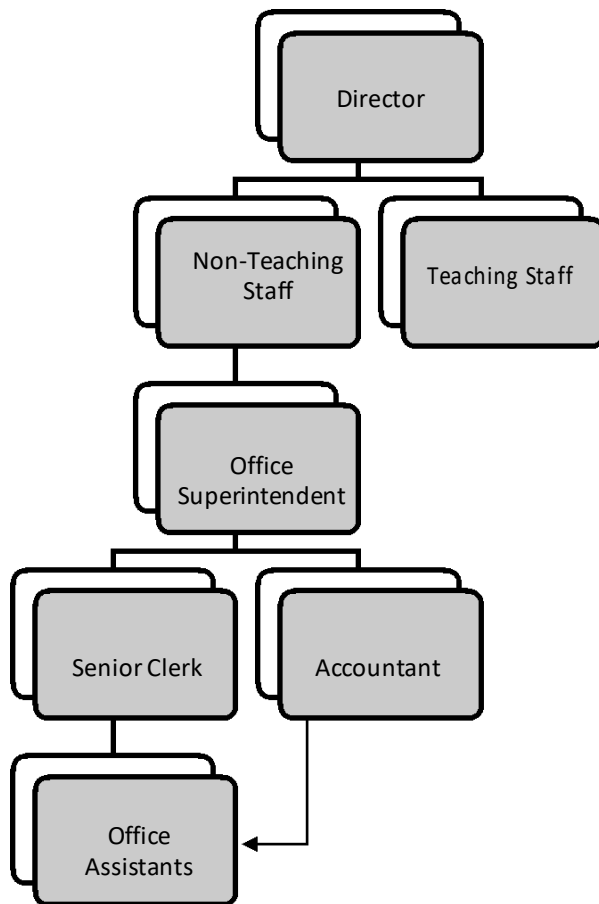 Director
Non-Teaching
Staff
Teaching Staff
Office
Superintendent
Senior Clerk
Accountant
Office
Assistants